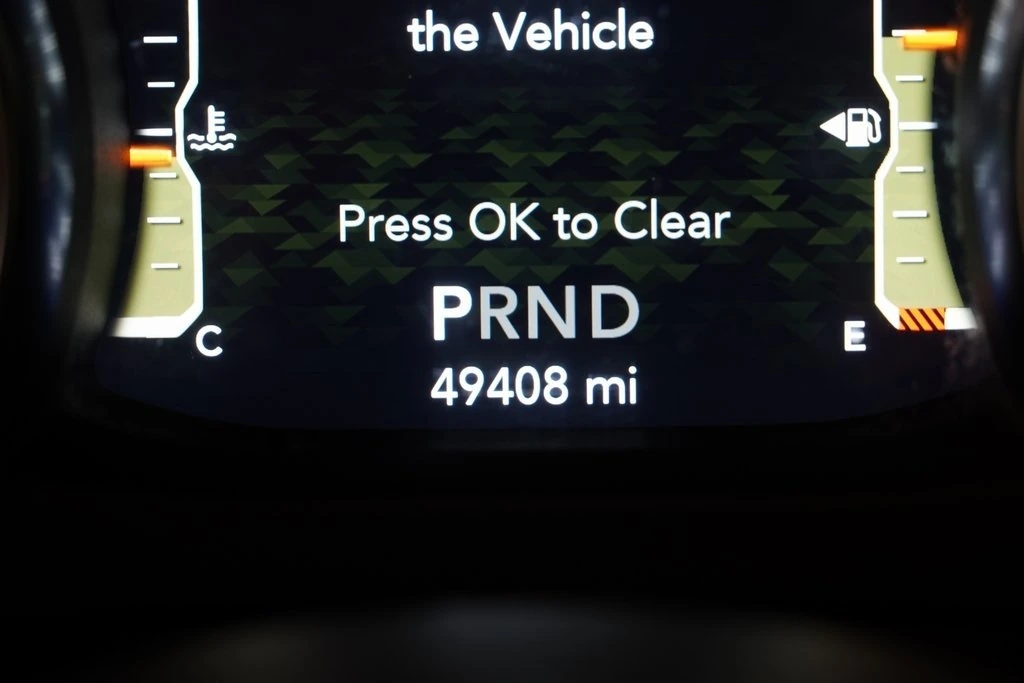 the Vehicle
Press OK to Clear
PRND
C
E
49408 mi